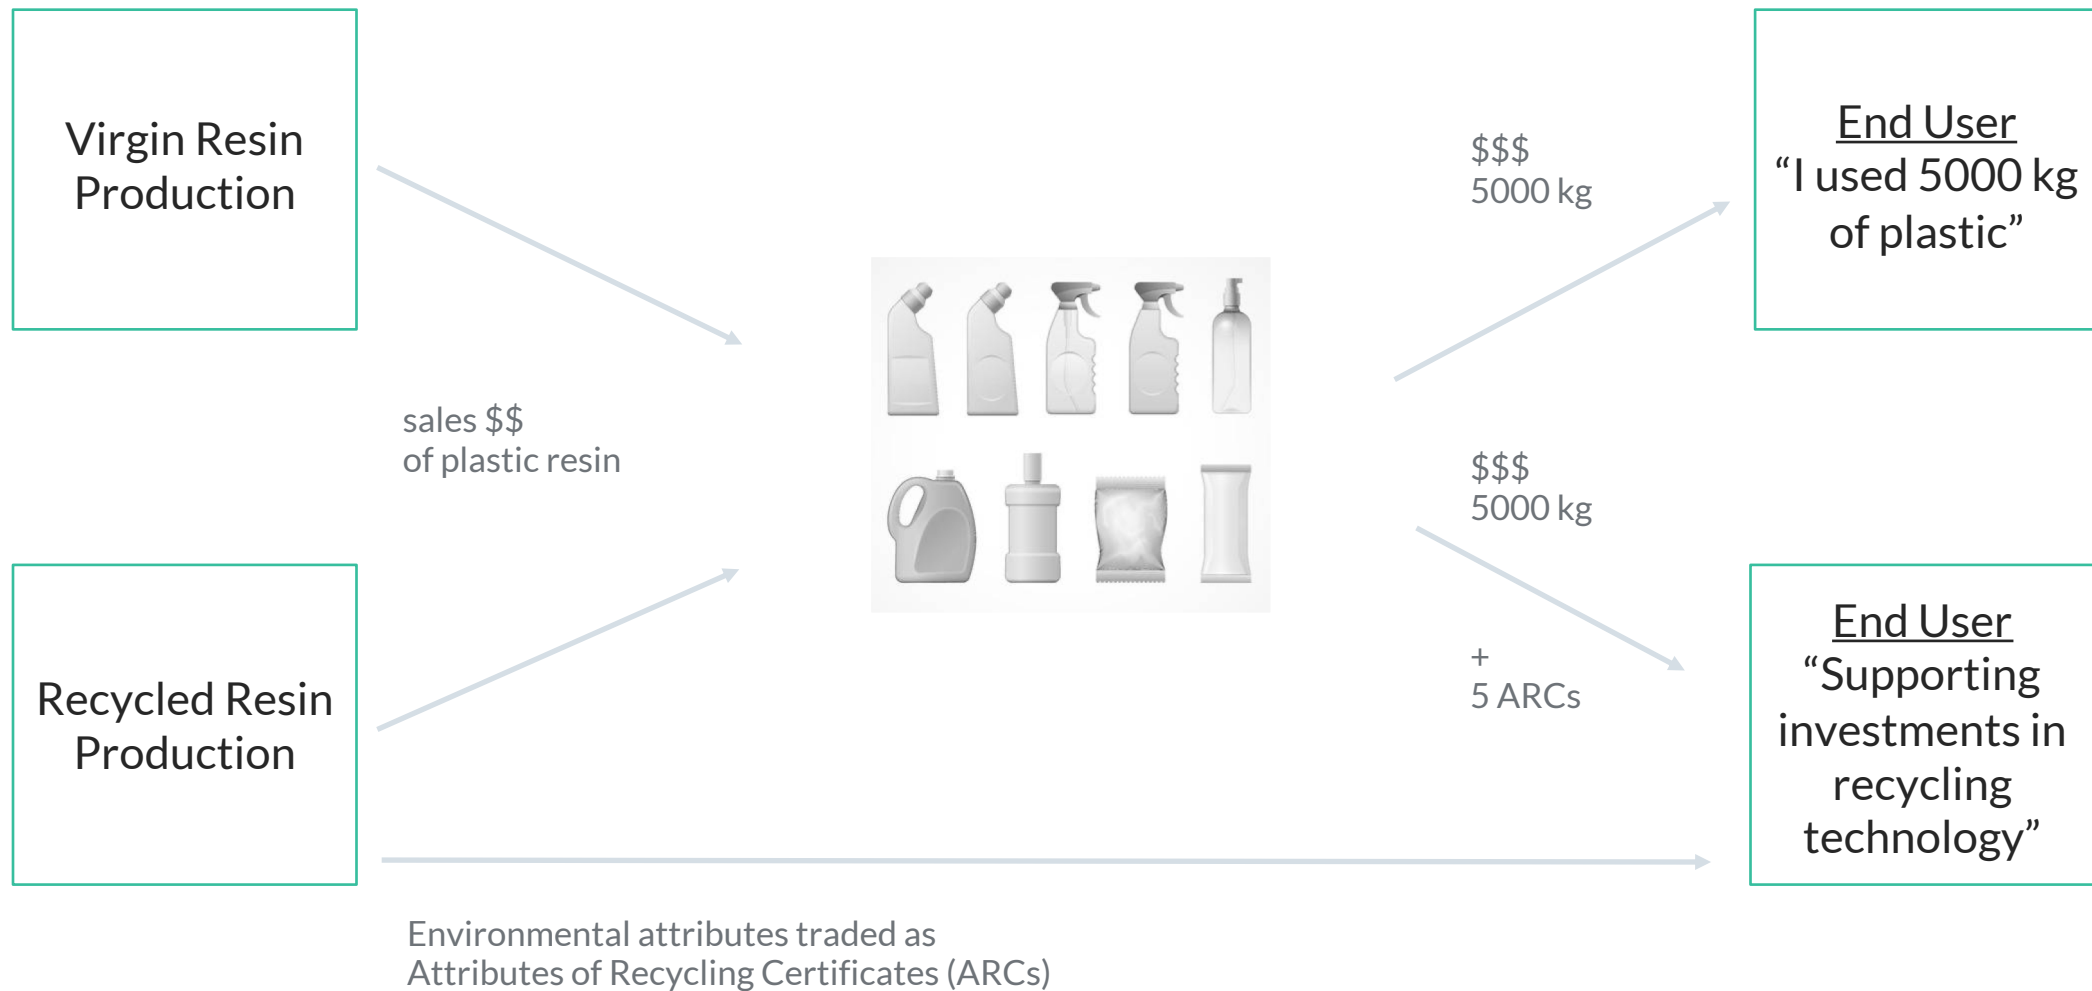 Virgin Resin
Production
sales $$
of plastic resin
Recycled Resin
Production
$$$
5000 kg
End User
“I used 5000 kg
of plastic”
$$$
5000 kg
+
5 ARCs
End User
“Supporting
investments in
recycling
technology”
Environmental attributes traded as
Attributes of Recycling Certificates (ARCs)